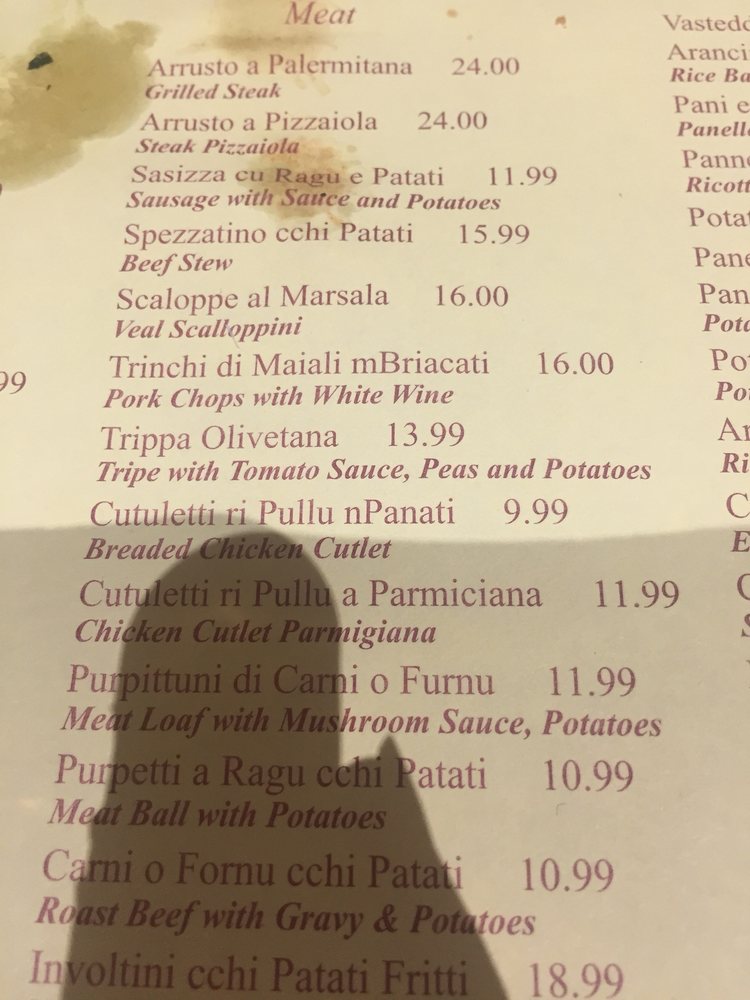 Meat
Arrusto a Palermitana 24.00
Grilled Steak
Arrusto a Pizzaiola 24.00
Steak Pizzaiola
Sasizza cu Ragu e Patati 11.99
Sausage with Sauce and Potatoes
Spezzatino cchi Patati 15.99
Beef Stew
Scaloppe al Marsala 16.00
Veal Scalloppini
Trinchi di Maiali mBriacati 16.00
Pork Chops with White Wine
Trippa Olivetana 13.99
Tripe with Tomato Sauce, Peas and Potatoes
Cutuletti ri Pullu nPanati 9.99
Breaded Chicken Cutlet
Cutuletti ri Pullu a Parmiciana 11.99
Chicken Cutlet Parmigiana
Purpittuni di Carni o Furnu 11.99
Meat Loaf with Mushroom Sauce, Potatoes
Purpetti a Ragu cchi Patati 10.99
Meat Ball with Potatoes
Carni o Fornu cchi Patati 10.99
Roast Beef with Gravy & Potatoes
Involtini cchi Patati Fritti 18.99
99
Rice
Pani e